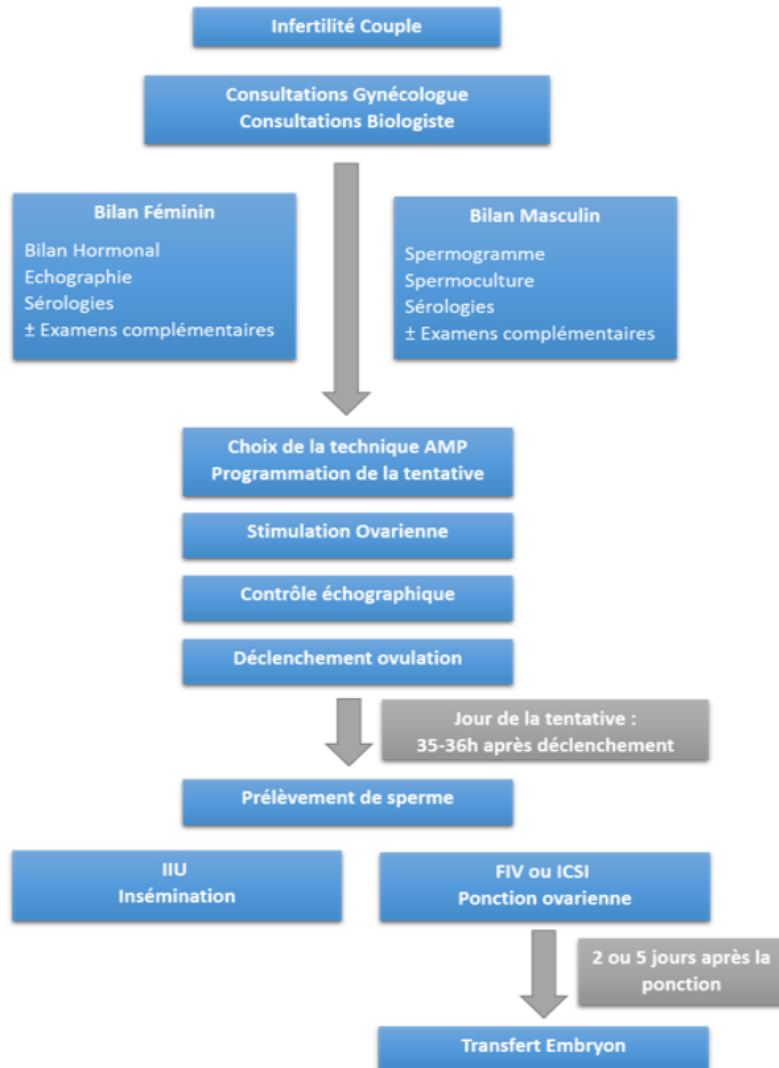 Infertilité Couple
Consultations Gynécologue
Consultations Biologiste
Bilan Féminin
Bilan Hormonal
Echographie
Sérologies
± Examens complémentaires
Bilan Masculin
Spermogramme
Spermoculture
Sérologies
± Examens complémentaires
Choix de la technique AMP
Programmation de la tentative
Stimulation Ovarienne
Contrôle échographique
Déclenchement ovulation
Jour de la tentative :
35-36h après déclenchement
Prélèvement de sperme
IIU
Insémination
FIV ou ICSI
Ponction ovarienne
2 ou 5 jours après la
ponction
Transfert Embryon